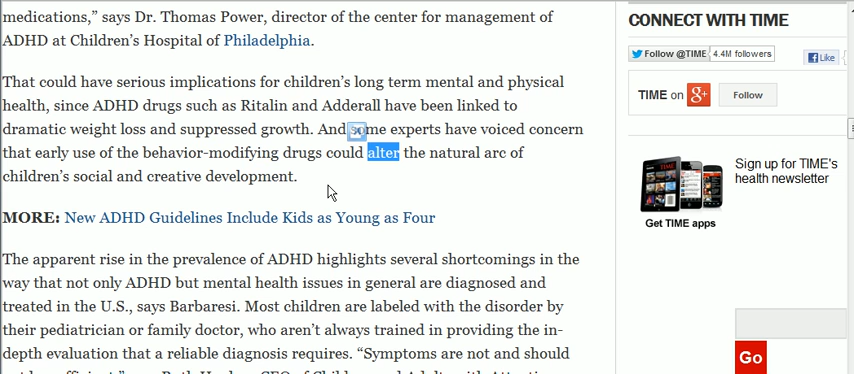 medications,” says Dr. Thomas Power, director of the center for management of
ADHD at Children’s Hospital of Philadelphia.
That could have serious implications for children’s long term mental and physical
health, since ADHD drugs such as Ritalin and Adderall have been linked to
dramatic weight loss and suppressed growth. And some experts have voiced concern
that early use of the behavior-modifying drugs could alter the natural arc of
children’s social and creative development.
MORE: New ADHD Guidelines Include Kids as Young as Four
The apparent rise in the prevalence of ADHD highlights several shortcomings in the
way that not only ADHD but mental health issues in general are diagnosed and
treated in the U.S., says Barbaresi. Most children are labeled with the disorder by
their pediatrician or family doctor, who aren’t always trained in providing the in-
depth evaluation that a reliable diagnosis requires. “Symptoms are not and should
CONNECT WITH TIME
Follow @TIME 4.4M followers
Like
TIME on g+ Follow
Get TIME apps
Sign up for TIME's
health newsletter
Go